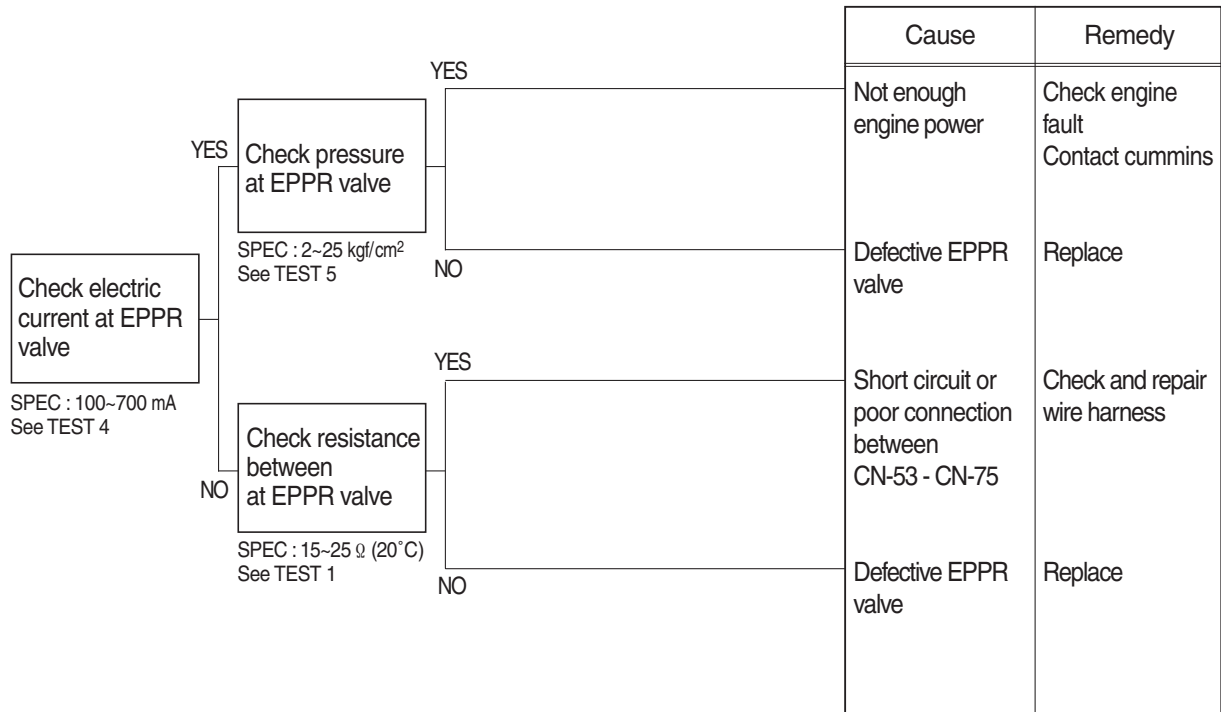 Cause
Remedy
YES
Not enough
engine power
Check engine
fault
Contact cummins
YES
Check pressure
at EPPR valve
SPEC : 2~25 kgf/cm²
See TEST 5
NO
Defective EPPR
valve
Replace
Check electric
current at EPPR
valve
SPEC : 100~700 mA
See TEST 4
YES
Short circuit or
poor connection
between
CN-53 - CN-75
Check and repair
wire harness
NO
Check resistance
between
at EPPR valve
SPEC : 15~25 Ω (20˚C)
See TEST 1
NO
Defective EPPR
valve
Replace